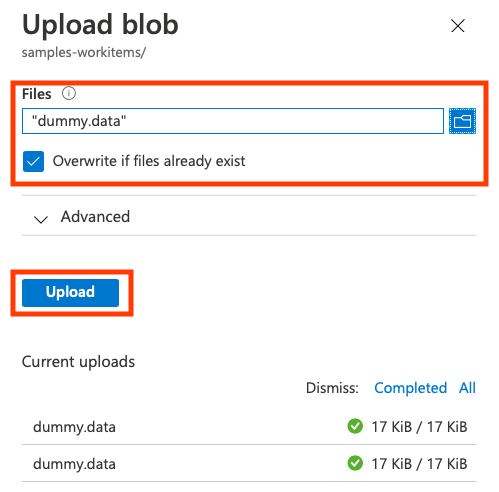 Upload blob
samples-workitems/
Files
"dummy.data"
Overwrite if files already exist
Advanced
Upload
Current uploads
Dismiss: Completed All
dummy.data 17 KiB / 17 KiB
dummy.data 17 KiB / 17 KiB